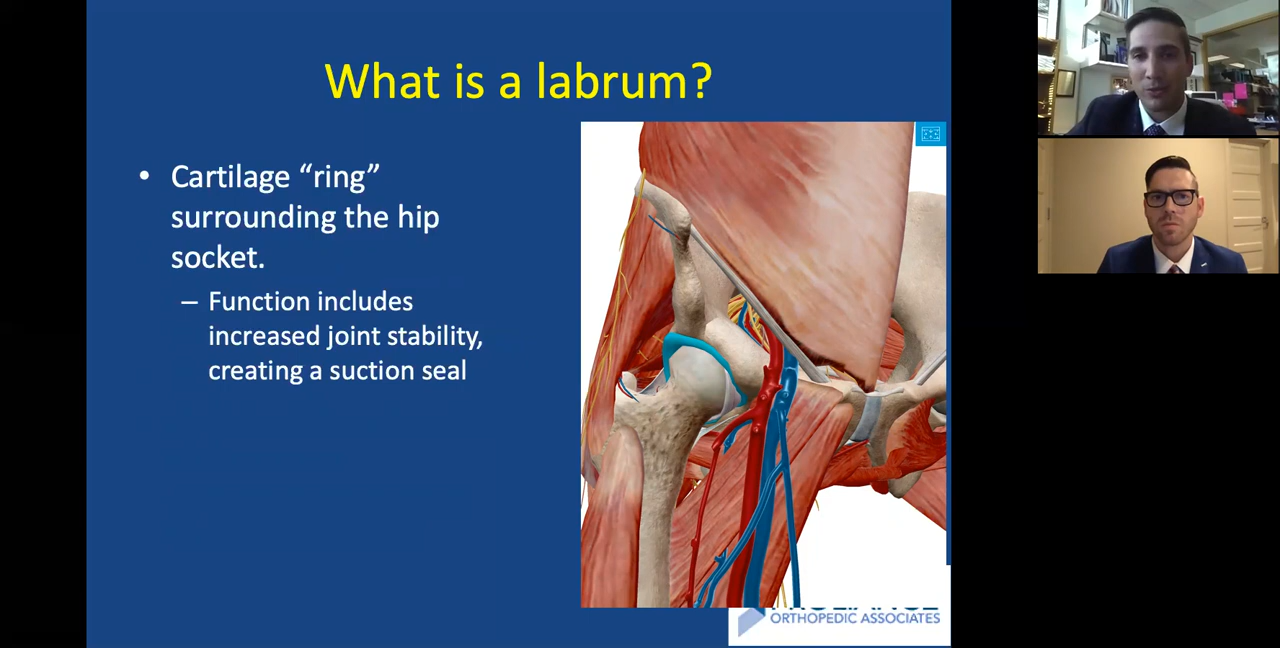 What is a labrum?
• Cartilage “ring”
surrounding the hip
socket.
– Function includes
increased joint stability,
creating a suction seal
ORTHOPEDIC ASSOCIATES